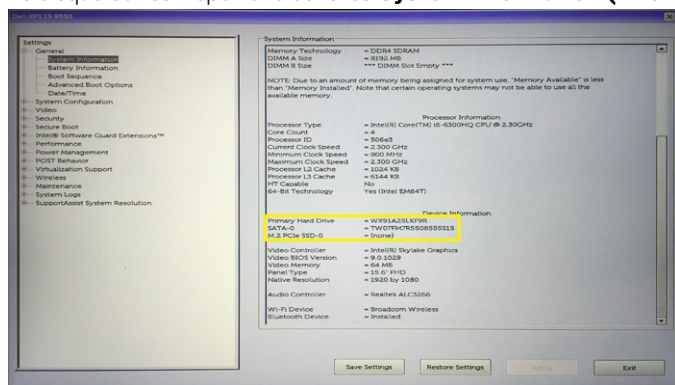 Dell XPS 15 9550
Settings
General
System Information
Battery Information
Boot Sequence
Advanced Boot Options
Date/Time
System Configuration
Video
Security
Secure Boot
Intel® Software Guard Extensions™
Performance
Power Management
POST Behavior
Virtualization Support
Wireless
Maintenance
System Logs
SupportAssist System Resolution
System Information
Memory Technology = DDR4 SDRAM
DIMM A Size = 8192 MB
DIMM B Size *** DIMM Slot Empty ***
NOTE: Due to an amount of memory being assigned for system use, "Memory Available" is less
than "Memory Installed". Note that certain operating systems may not be able to use all the
available memory.
Processor Information
Processor Type = Intel(R) Core(TM) i5-6300HQ CPU @ 2.30GHz
Core Count = 4
Processor ID = 506e3
Current Clock Speed = 2.300 GHz
Minimum Clock Speed = 800 MHz
Maximum Clock Speed = 2.300 GHz
Processor L2 Cache = 1024 KB
Processor L3 Cache = 6144 KB
HT Capable No
64-Bit Technology Yes (Intel EM64T)
Device Information
Primary Hard Drive = WX91A25LKF9R
SATA-0 = TW07FM7R5508555S15
M.2 PCIe SSD-0 = (none)
Video Controller = Intel(R) Skylake Graphics
Video BIOS Version = 9.0.1029
Video Memory = 64 MB
Panel Type = 15.6" FHD
Native Resolution = 1920 by 1080
Audio Controller = Realtek ALC3266
Wi-Fi Device = Broadcom Wireless
Bluetooth Device = Installed
Save Settings
Restore Settings
Apply
Exit